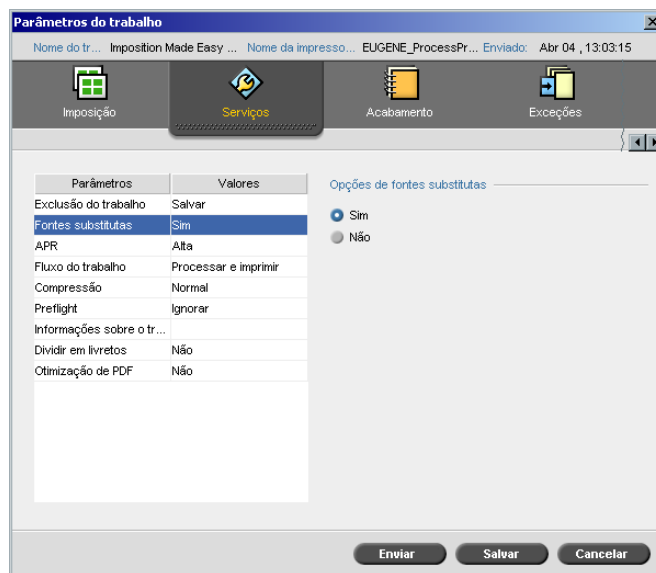 Parâmetros do trabalho
Nome do tr... Imposition Made Easy ... Nome da impresso... EUGENE_ProcessPr... Enviado: Abr 04 , 13:03:15
Imposição Serviços Acabamento Exceções
Parâmetros Valores
Opções de fontes substitutas
Exclusão do trabalho Salvar
Sim
Fontes substitutas Sim
Não
APR Alta
Fluxo do trabalho Processar e imprimir
Compressão Normal
Preflight Ignorar
Informações sobre o tr...
Dividir em livretos Não
Otimização de PDF Não
Enviar Salvar Cancelar